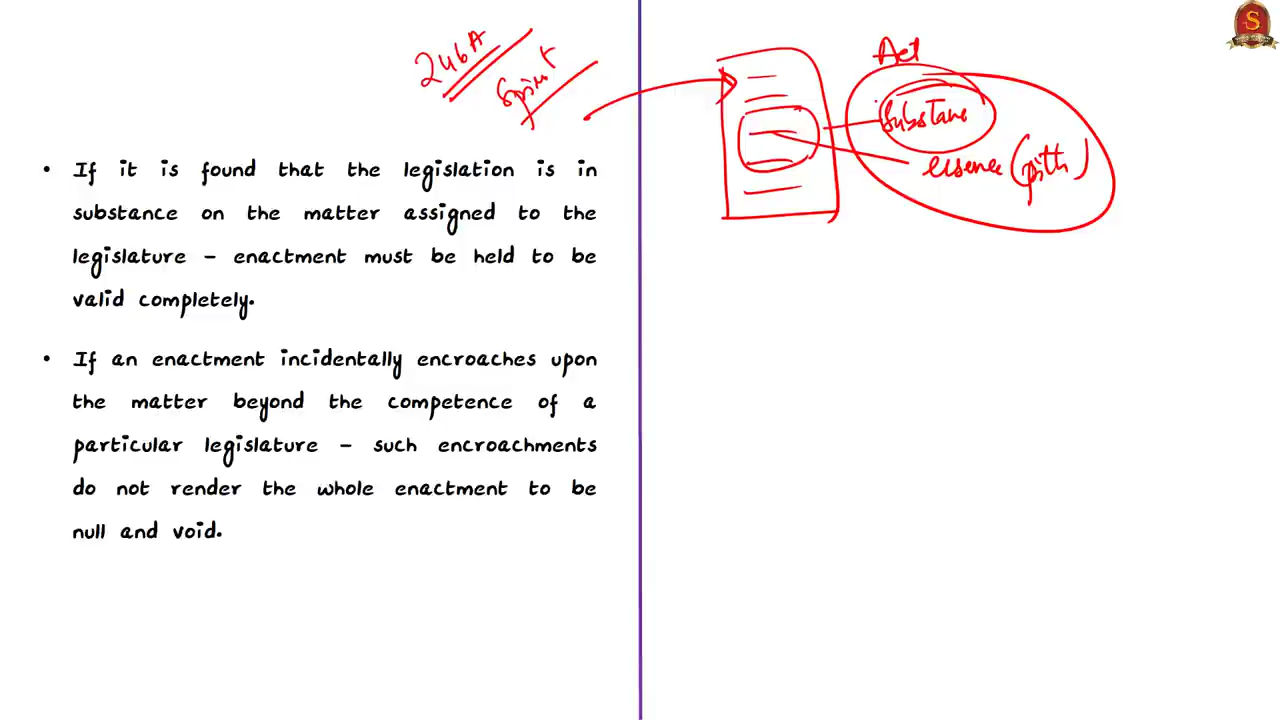 246A
Spirit
Act
Substance
essence (pith)
S
• If it is found that the legislation is in
substance on the matter assigned to the
legislature – enactment must be held to be
valid completely.
• If an enactment incidentally encroaches upon
the matter beyond the competence of a
particular legislature – such encroachments
do not render the whole enactment to be
null and void.